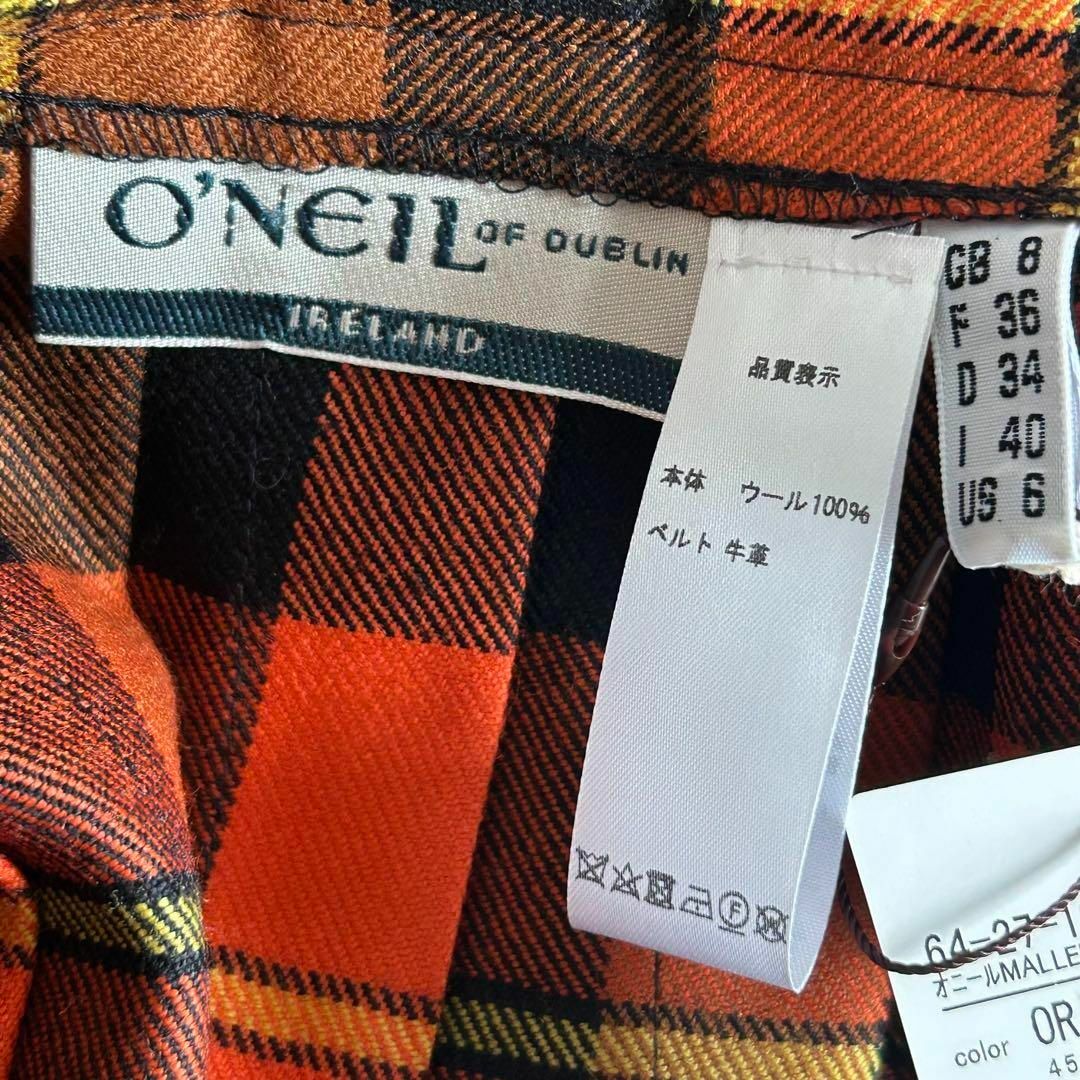 O'NEIL OF DUBLIN
IRELAND
品質表示
本体 ウール100%
ベルト 牛革
F
GB 8
F 36
D 34
I 40
US 6
64-27-1
オニールMALLE
color OR
45